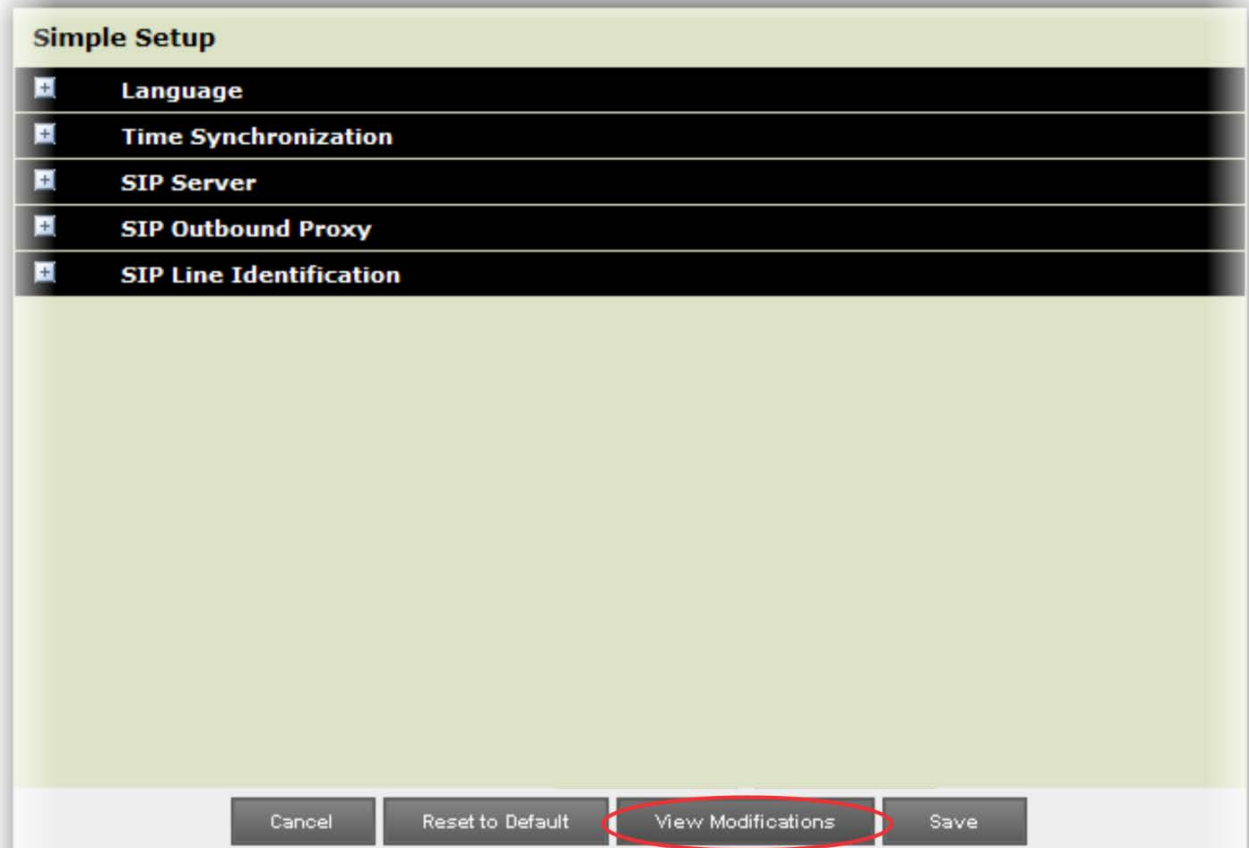 Simple Setup
Language
Time Synchronization
SIP Server
SIP Outbound Proxy
SIP Line Identification
Cancel Reset to Default View Modifications Save